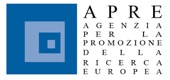 APRE
AGENZIA
PER LA
PROMOZIONE
DELLA
RICERCA
EUROPEA